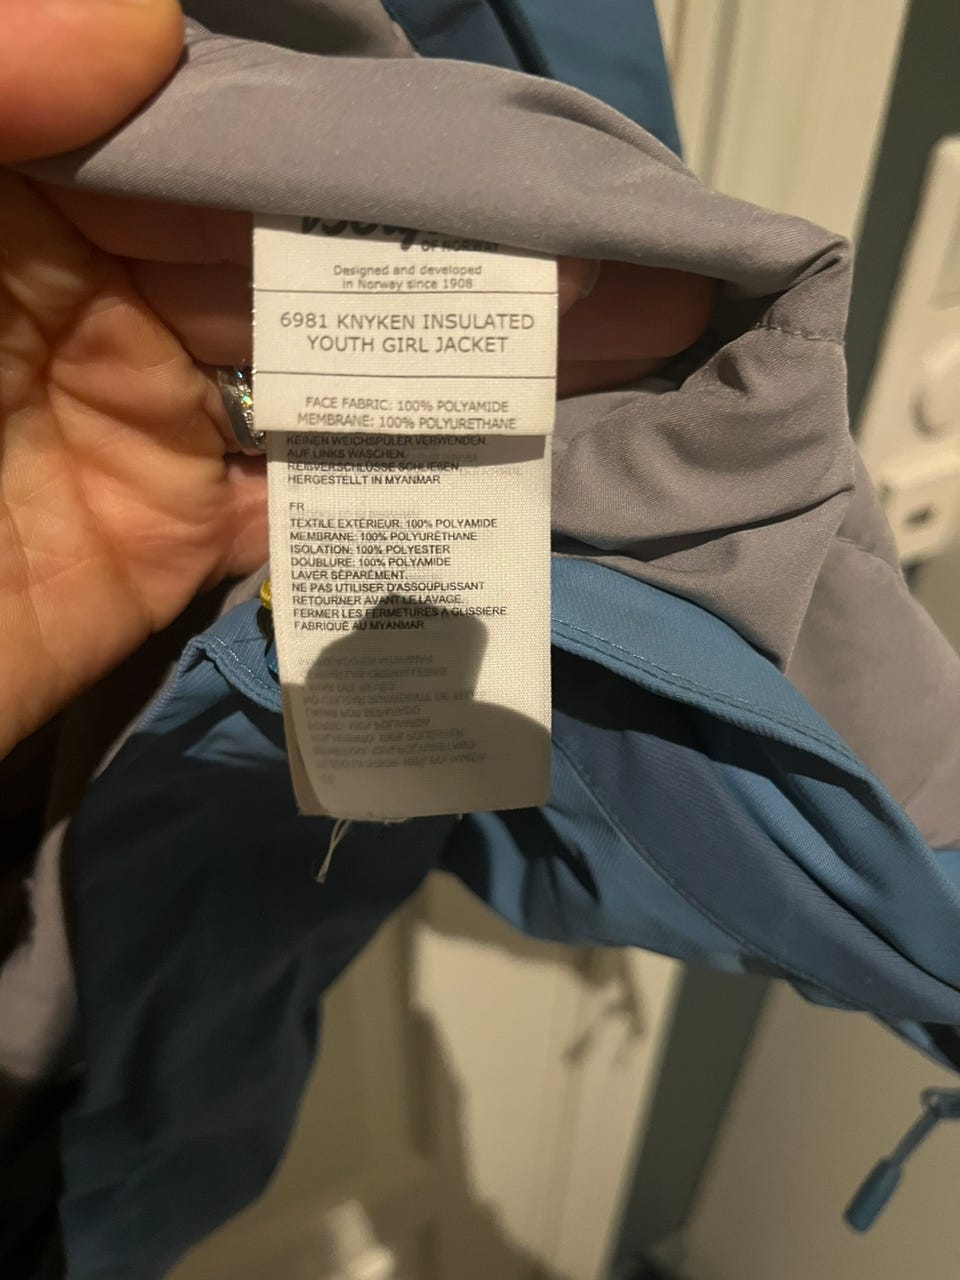 OF NORWAY
Designed and developed
in Norway since 1908
6981 KNYKEN INSULATED
YOUTH GIRL JACKET
FACE FABRIC: 100% POLYAMIDE
MEMBRANE: 100% POLYURETHANE
KEINEN WEICHSPÜLER VERWENDEN.
AUF LINKS WASCHEN.
REIßVERSCHLÜSSE SCHLIEßEN
HERGESTELLT IN MYANMAR
FR
TEXTILE EXTÉRIEUR: 100% POLYAMIDE
MEMBRANE: 100% POLYURÉTHANE
ISOLATION: 100% POLYESTER
DOUBLURE: 100% POLYAMIDE
LAVER SÉPARÉMENT.
NE PAS UTILISER D'ASSOUPLISSANT
RETOURNER AVANT LE LAVAGE.
FERMER LES FERMETURES À GLISSIÈRE
FABRIQUÉ AU MYANMAR